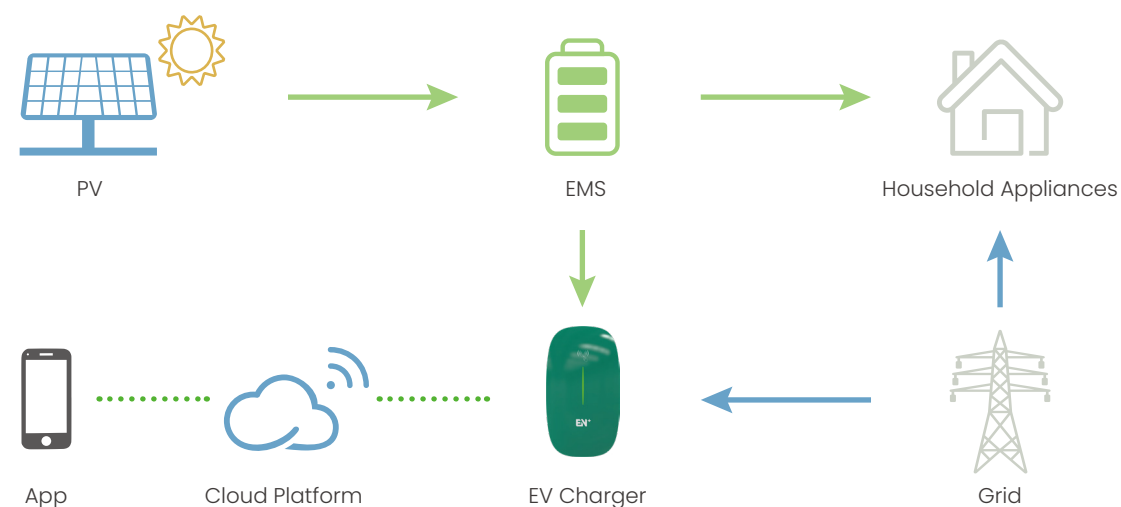 PV
EMS
Household Appliances
EN+
App
Cloud Platform
EV Charger
Grid